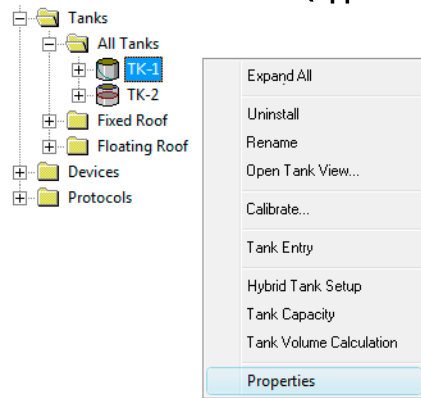 Tanks
All Tanks
TK-1
TK-2
Fixed Roof
Floating Roof
Devices
Protocols
Expand All
Uninstall
Rename
Open Tank View...
Calibrate...
Tank Entry
Hybrid Tank Setup
Tank Capacity
Tank Volume Calculation
Properties